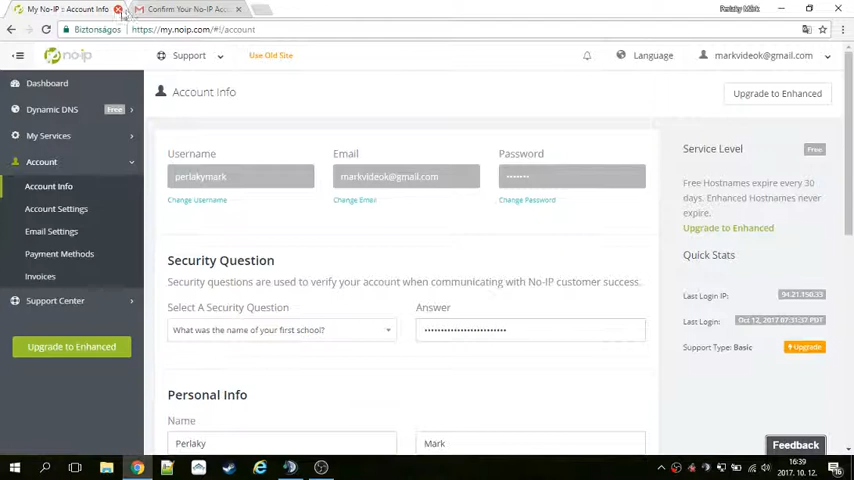 My No-IP :: Account Info
Confirm Your No-IP Acc
Perlaky Márk
Biztonságos
https://my.noip.com/#!/account
no-ip
Support
Use Old Site
Language
markvideok@gmail.com
Dashboard
Dynamic DNS
Free
My Services
Account
Account Info
Account Settings
Email Settings
Payment Methods
Invoices
Support Center
Upgrade to Enhanced
Account Info
Upgrade to Enhanced
Username
Email
Password
perlakymark
markvideok@gmail.com
•••••••
Change Username
Change Email
Change Password
Security Question
Security questions are used to verify your account when communicating with No-IP customer success.
Select A Security Question
Answer
What was the name of your first school?
Personal Info
Name
Perlaky
Mark
Service Level
Free
Free Hostnames expire every 30
days. Enhanced Hostnames never
expire.
Upgrade to Enhanced
Quick Stats
Last Login IP:
94.21.150.33
Last Login:
Oct 12, 2017 07:31:37 PDT
Support Type: Basic
Upgrade
Feedback
16:39
2017. 10. 12.